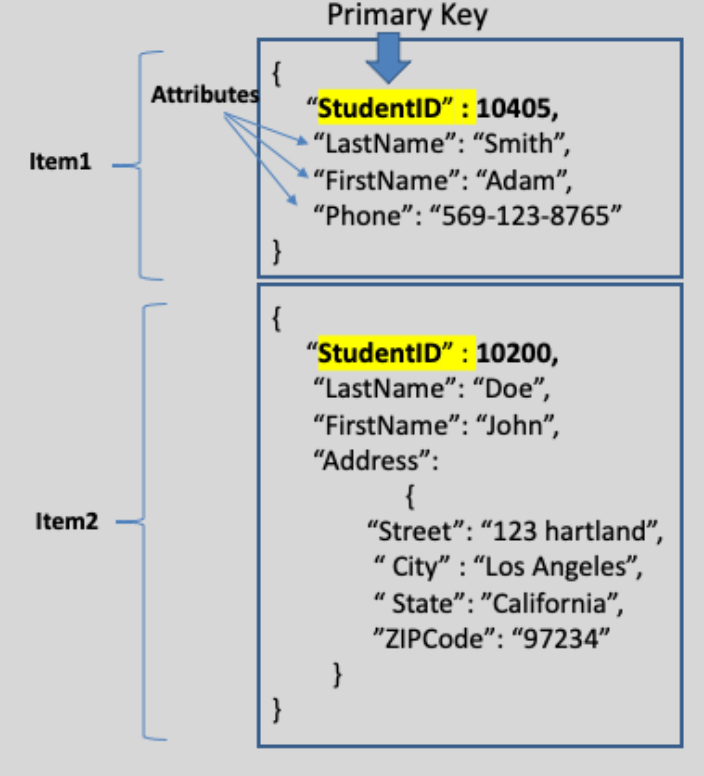 Primary Key
{
Attributes
“StudentID” : 10405,
“LastName”: “Smith”,
Item1
“FirstName”: “Adam”,
“Phone”: “569-123-8765”
}
{
“StudentID” : 10200,
“LastName”: “Doe”,
“FirstName”: “John”,
“Address”:
{
Item2
“Street”: “123 hartland”,
“ City” : “Los Angeles”,
“ State”: ”California”,
”ZIPCode”: “97234”
}
}